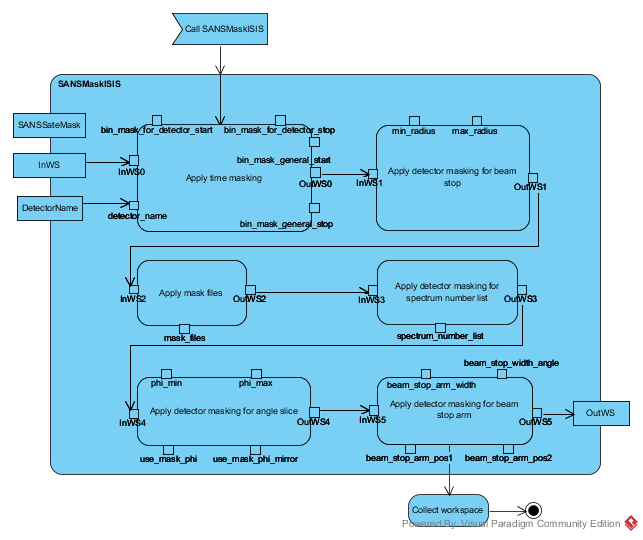 Call SANSMaskISIS
SANSMaskISIS
SANSSateMask
bin_mask_for_detector_start
bin_mask_for_detector_stop
min_radius
max_radius
InWS
InWS0
Apply time masking
bin_mask_general_start
OutWS0
InWS1
Apply detector masking for beam
stop
OutWS1
DetectorName
detector_name
bin_mask_general_stop
InWS2
Apply mask files
OutWS2
InWS3
Apply detector masking for
spectrum number list
OutWS3
mask_files
spectrum_number_list
phi_min
phi_max
beam_stop_width_angle
beam_stop_arm_width
InWS4
Apply detector masking for angle slice
OutWS4
InWS5
Apply detector masking for beam
stop arm
OutWS5
OutWS
use_mask_phi
use_mask_phi_mirror
beam_stop_arm_pos1
beam_stop_arm_pos2
Collect workspace
Powered By Visual Paradigm Community Edition